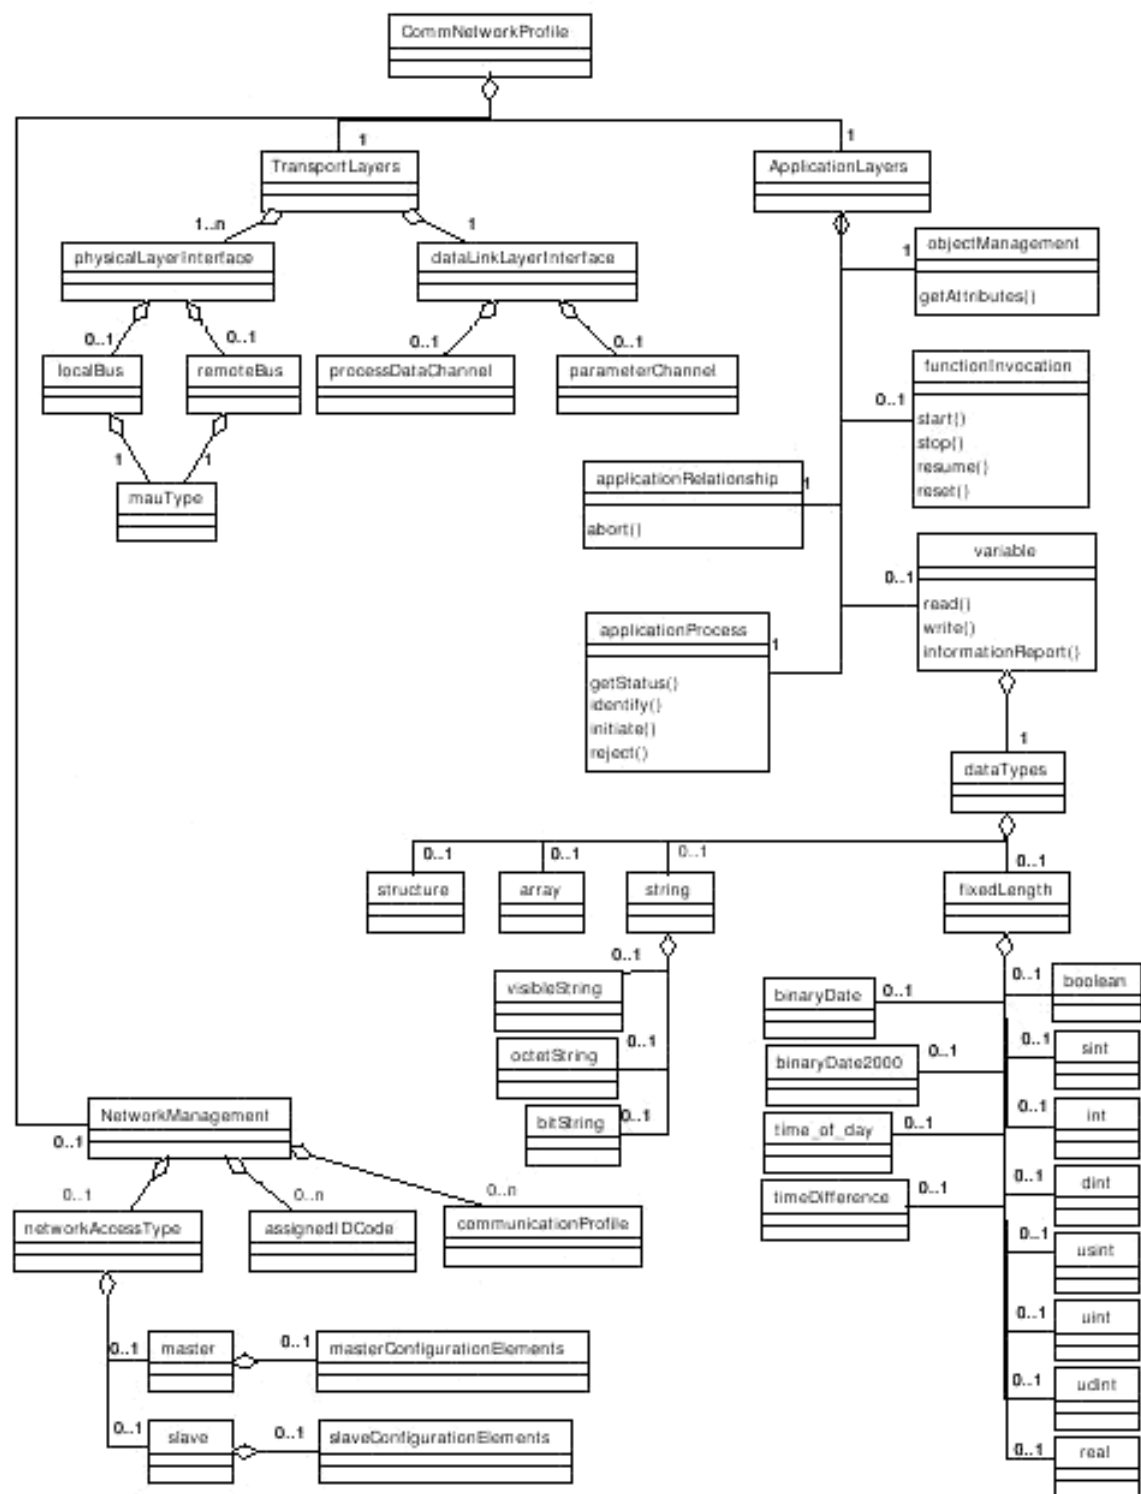 CommNetworkProfile
1
1
TransportLayers
ApplicationLayers
1..n
1
physicalLayerInterface
dataLinkLayerInterface
1
objectManagement
getAttributes()
0..1
0..1
0..1
0..1
localBus
remoteBus
processDataChannel
parameterChannel
functionInvocation
0..1
start()
stop()
resume()
reset()
1
1
mauType
applicationRelationship
1
abort()
variable
0..1
read()
write()
informationReport()
applicationProcess
1
getStatus()
identify()
initiate()
reject()
1
dataTypes
0..1
0..1
0..1
0..1
structure
array
string
fixedLength
0..1
visibleString
0..1
octetString
0..1
bitString
binaryDate
0..1
binaryDate2000
0..1
time_of_day
0..1
timeDifference
0..1
0..1
boolean
0..1
sint
0..1
int
0..1
dint
0..1
usint
0..1
uint
0..1
udint
0..1
real
NetworkManagement
0..1
0..1
0..n
0..n
networkAccessType
assignedIDCode
communicationProfile
0..1
master
0..1
masterConfigurationElements
0..1
slave
0..1
slaveConfigurationElements